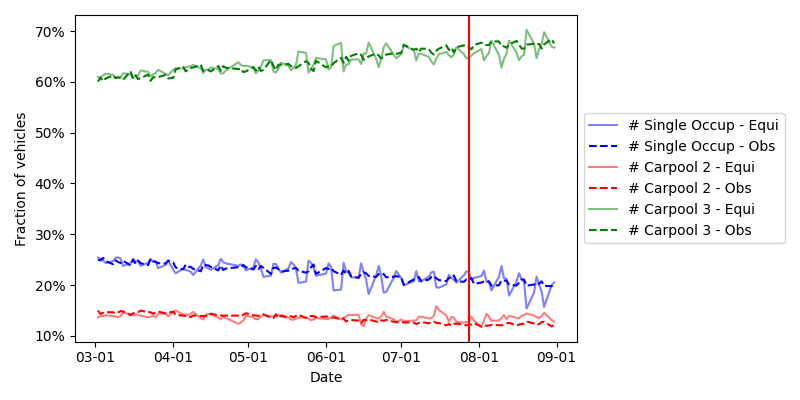 70%
60%
50%
40%
30%
20%
10%
Fraction of vehicles
03-01 04-01 05-01 06-01 07-01 08-01 09-01
Date
# Single Occup - Equi
# Single Occup - Obs
# Carpool 2 - Equi
# Carpool 2 - Obs
# Carpool 3 - Equi
# Carpool 3 - Obs